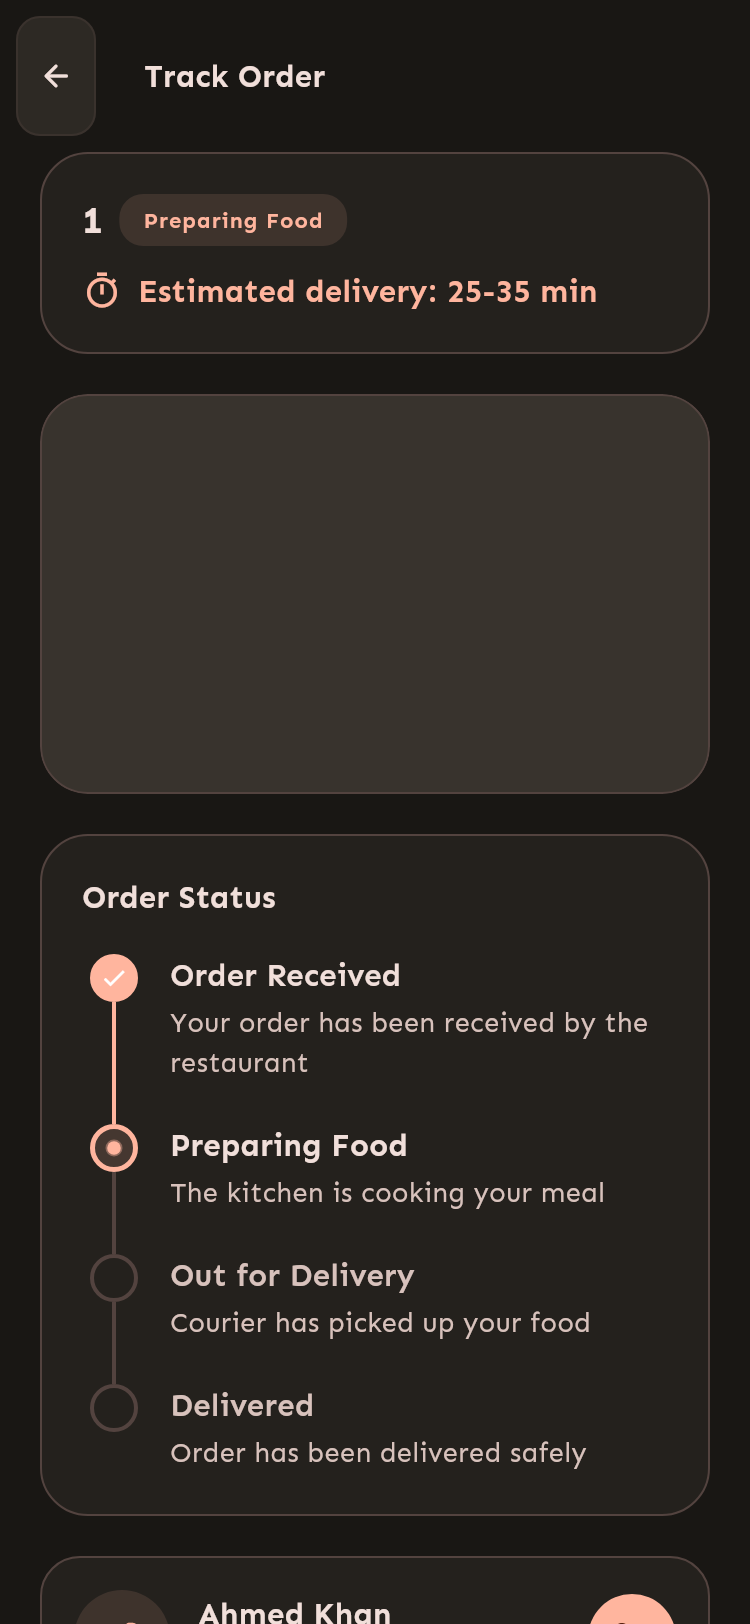 Track Order
1 Preparing Food
Estimated delivery: 25-35 min
Order Status
Order Received
Your order has been received by the
restaurant
Preparing Food
The kitchen is cooking your meal
Out for Delivery
Courier has picked up your food
Delivered
Order has been delivered safely
Ahmed Khan